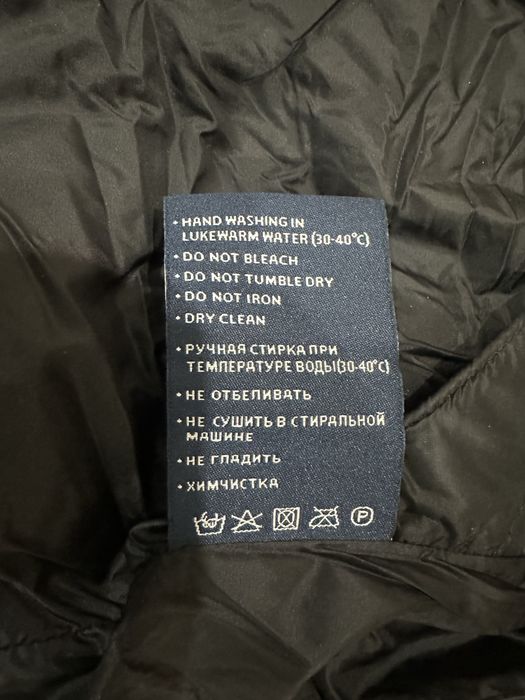 • HAND WASHING IN
LUKEWARM WATER (30-40°C)
• DO NOT BLEACH
• DO NOT TUMBLE DRY
• DO NOT IRON
• DRY CLEAN
• РУЧНАЯ СТИРКА ПРИ
ТЕМПЕРАТУРЕ ВОДЫ(30-40°C)
• НЕ ОТБЕЛИВАТЬ
• НЕ СУШИТЬ В СТИРАЛЬНОЙ
МАШИНЕ
• НЕ ГЛАДИТЬ
• ХИМЧИСТКА
P